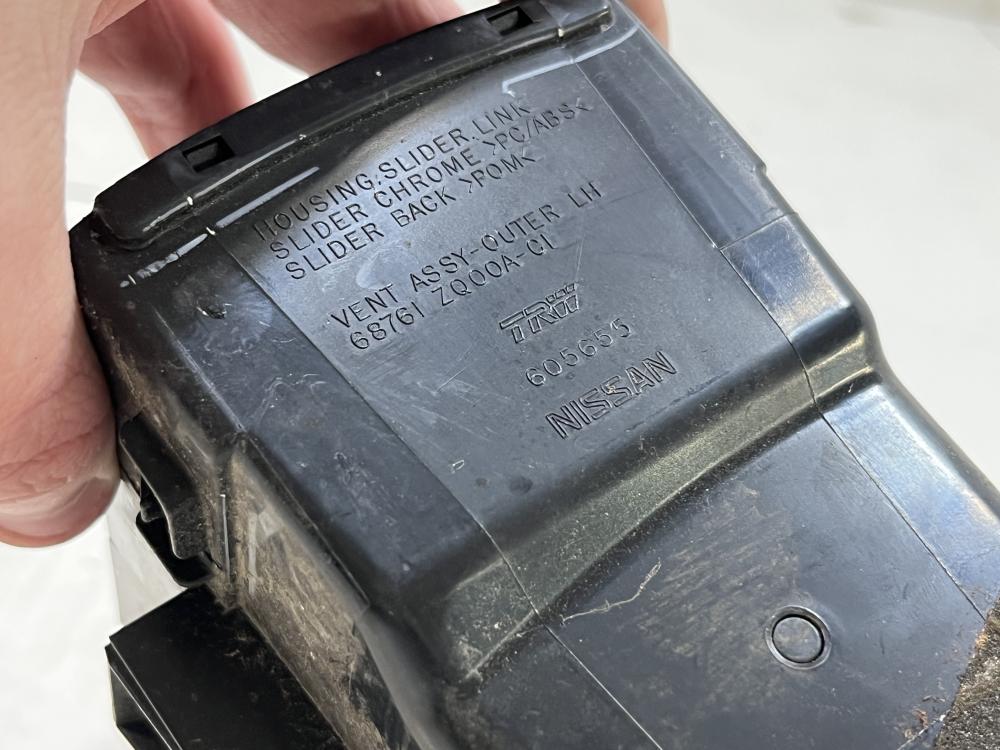 HOUSING,SLIDER,LINK
SLIDER CHROME >PC/ABS<
SLIDER BACK >POM<
VENT ASSY-OUTER LH
68761 ZQ00A-C1
TRW
605655
NISSAN